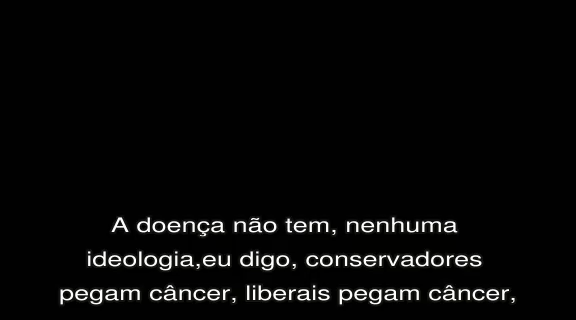 A doença não tem, nenhuma
ideologia,eu digo, conservadores
pegam câncer, liberais pegam câncer,